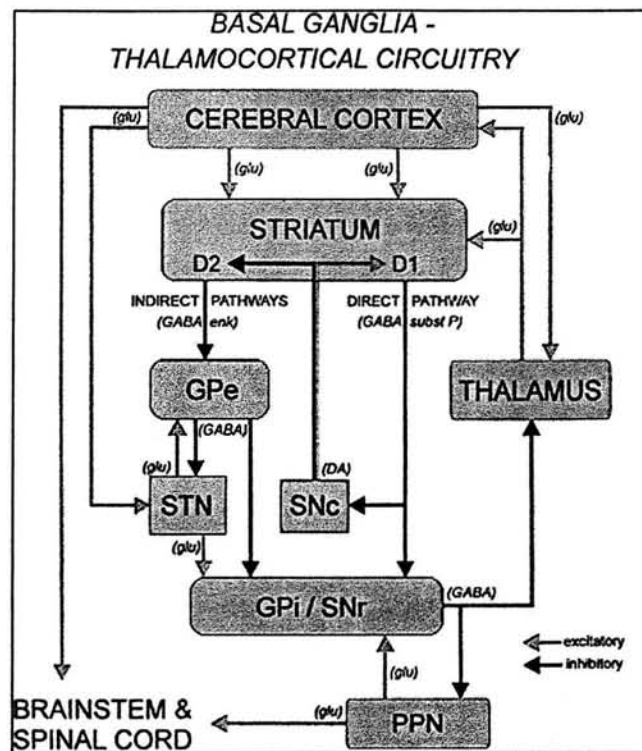 BASAL GANGLIA -
THALAMOCORTICAL CIRCUITRY
(glu)
CEREBRAL CORTEX
(glu)
(glu)
(glu)
STRIATUM
(glu)
D2
D1
INDIRECT PATHWAYS
(GABA enk)
DIRECT PATHWAY
(GABA subst P)
GPe
THALAMUS
(GABA)
(glu)
(DA)
STN
SNc
(glu)
GPi / SNr
(GABA)
excitatory
inhibitory
(glu)
BRAINSTEM &
SPINAL CORD
(glu)
PPN